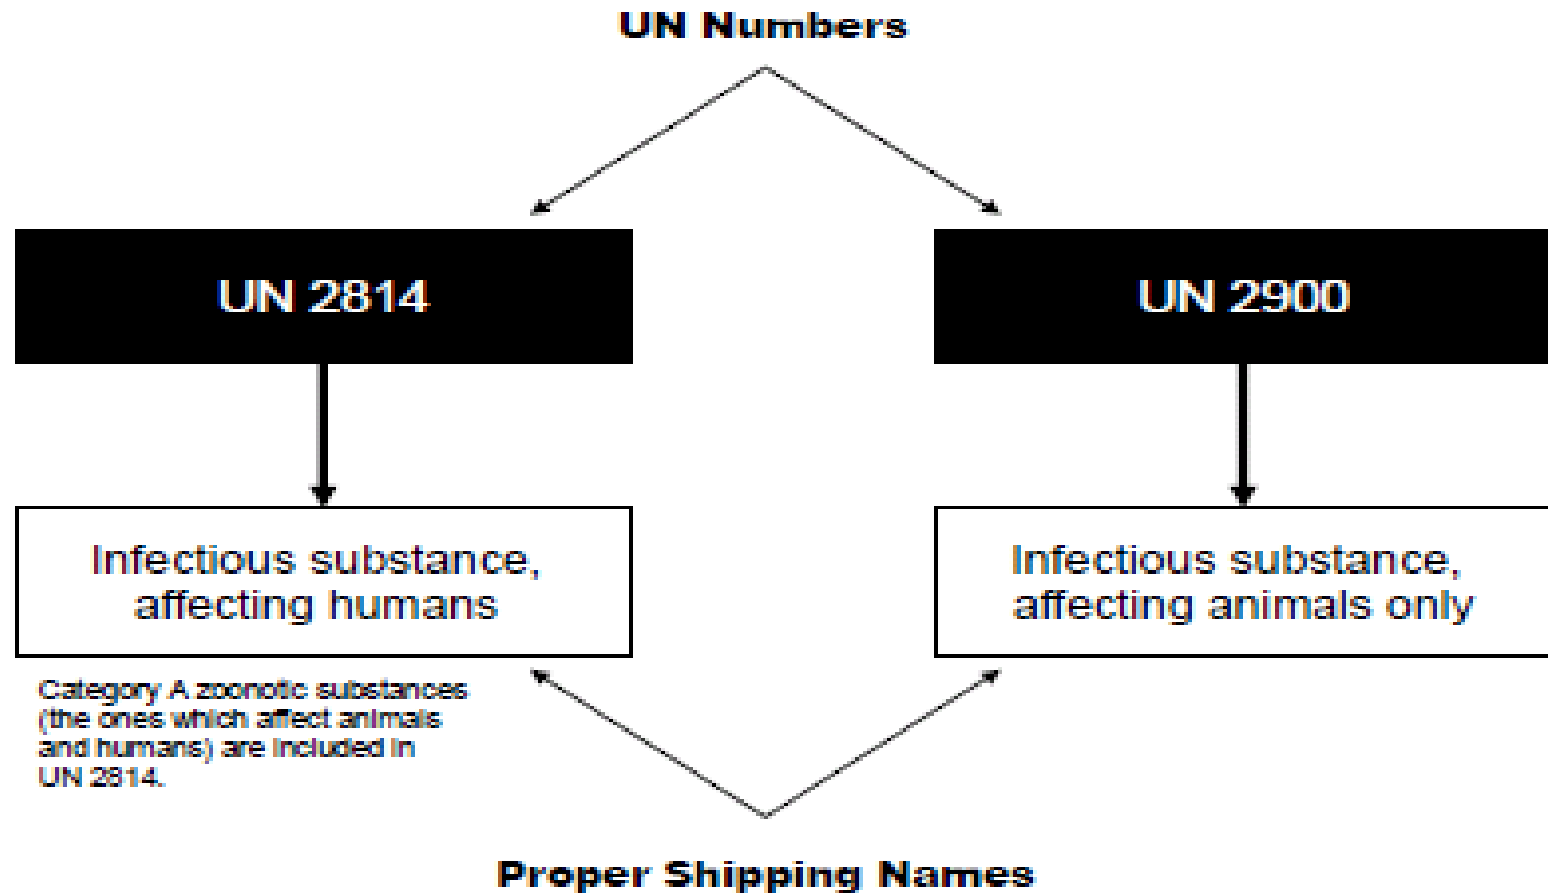 UN Numbers
UN 2814
UN 2900
Infectious substance,
affecting humans
Infectious substance,
affecting animals only
Category A zoonotic substances
(the ones which affect animals
and humans) are included in
UN 2814.
Proper Shipping Names